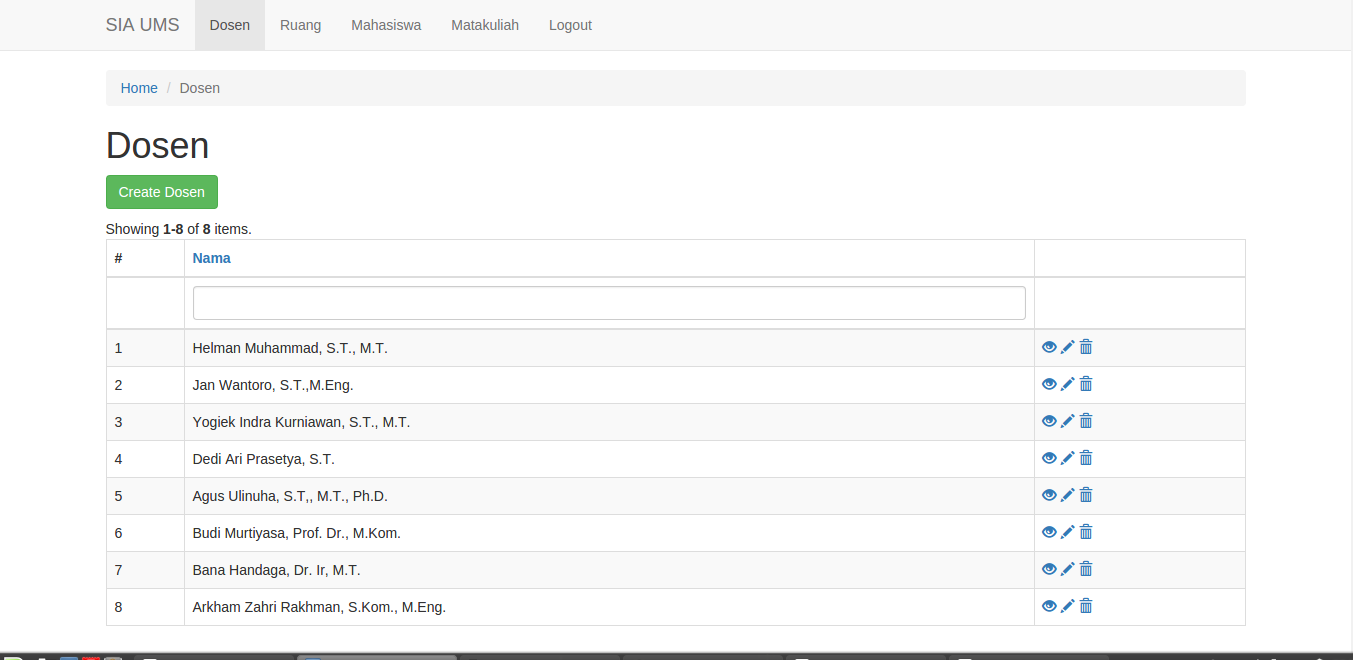 SIA UMS Dosen Ruang Mahasiswa Matakuliah Logout
Home / Dosen
Dosen
Create Dosen
Showing 1-8 of 8 items.
# Nama
1 Helman Muhammad, S.T., M.T.
2 Jan Wantoro, S.T.,M.Eng.
3 Yogiek Indra Kurniawan, S.T., M.T.
4 Dedi Ari Prasetya, S.T.
5 Agus Ulinuha, S.T,, M.T., Ph.D.
6 Budi Murtiyasa, Prof. Dr., M.Kom.
7 Bana Handaga, Dr. Ir, M.T.
8 Arkham Zahri Rakhman, S.Kom., M.Eng.